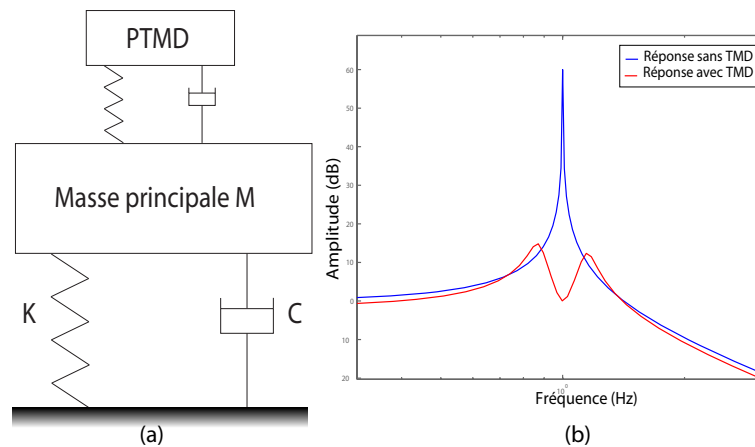 PTMD
Masse principale M
K
C
(a)
Réponse sans TMD
Réponse avec TMD
Amplitude (dB)
60
50
40
30
20
10
0
10
20
10⁰
Fréquence (Hz)
(b)